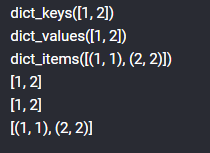 dict_keys([1, 2])
dict_values([1, 2])
dict_items([(1, 1), (2, 2)])
[1, 2]
[1, 2]
[(1, 1), (2, 2)]